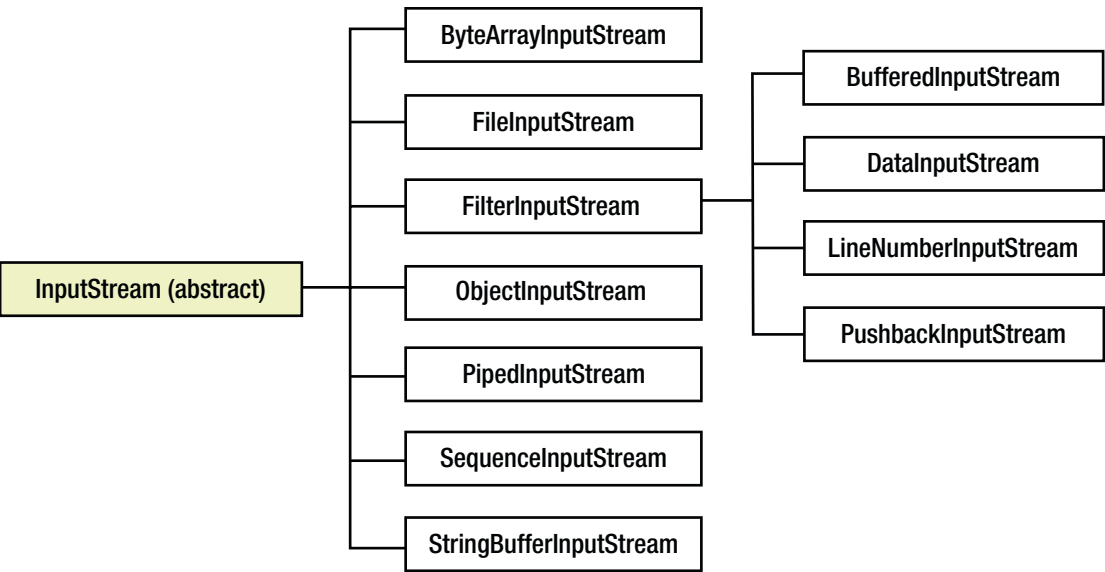 InputStream (abstract)
ByteArrayInputStream
FileInputStream
FilterInputStream
ObjectInputStream
PipedInputStream
SequenceInputStream
StringBufferInputStream
BufferedInputStream
DataInputStream
LineNumberInputStream
PushbackInputStream